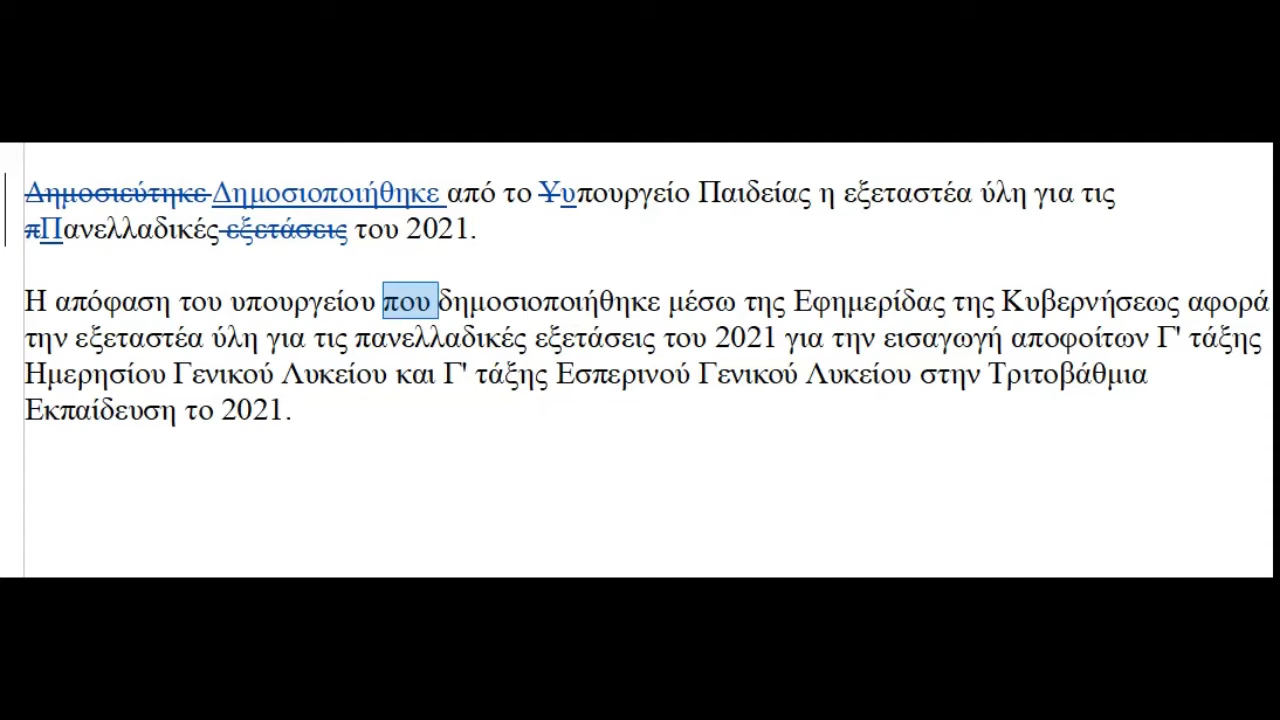 Δημοσιεύτηκε Δημοσιοποιήθηκε από το Υυπουργείο Παιδείας η εξεταστέα ύλη για τις
πΠανελλαδικές εξετάσεις του 2021.
Η απόφαση του υπουργείου που δημοσιοποιήθηκε μέσω της Εφημερίδας της Κυβερνήσεως αφορά
την εξεταστέα ύλη για τις πανελλαδικές εξετάσεις του 2021 για την εισαγωγή αποφοίτων Γ' τάξης
Ημερησίου Γενικού Λυκείου και Γ' τάξης Εσπερινού Γενικού Λυκείου στην Τριτοβάθμια
Εκπαίδευση το 2021.